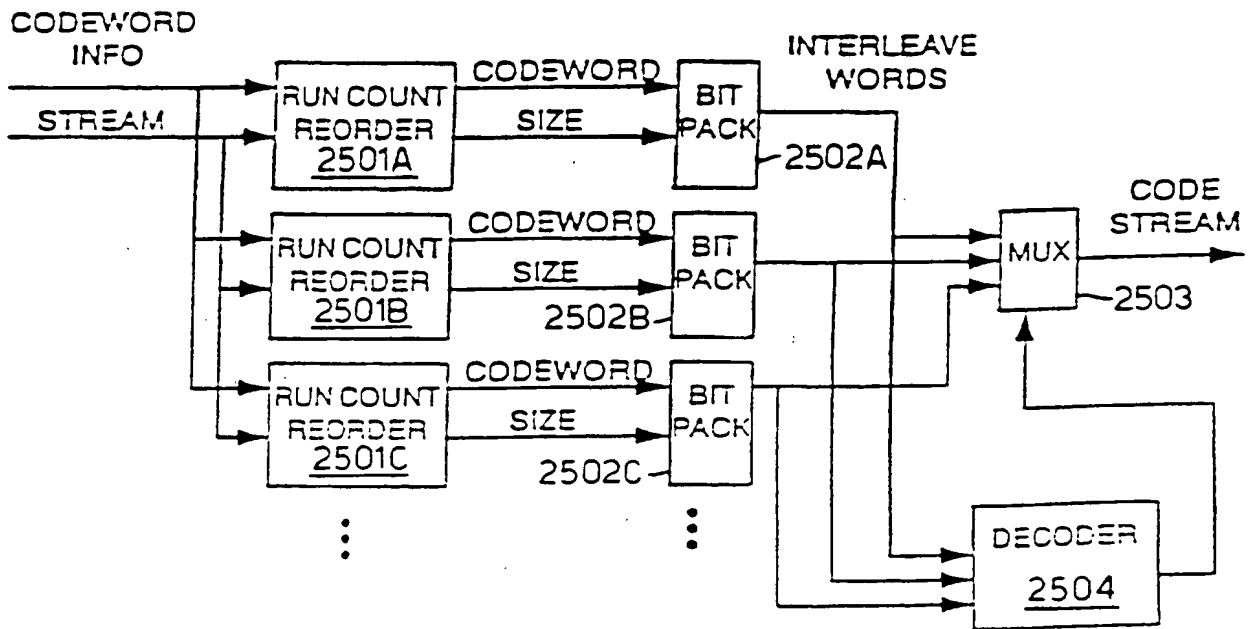 CODEWORD
INFO
STREAM
RUN COUNT
REORDER
2501A
CODEWORD
SIZE
BIT
PACK
2502A
INTERLEAVE
WORDS
RUN COUNT
REORDER
2501B
CODEWORD
SIZE
BIT
PACK
2502B
MUX
2503
CODE
STREAM
RUN COUNT
REORDER
2501C
CODEWORD
SIZE
BIT
PACK
2502C
DECODER
2504